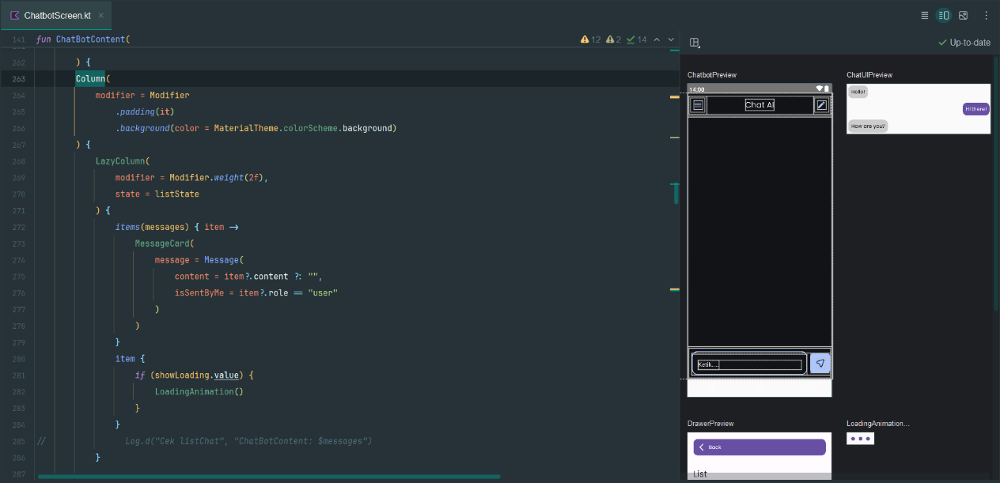 ChatbotScreen.kt
141 fun ChatBotContent(
12 2 14
Up-to-date
262 ) {
263 Column(
264 modifier = Modifier
265 .padding(it)
266 .background(color = MaterialTheme.colorScheme.background)
267 ) {
268 LazyColumn(
269 modifier = Modifier.weight(2f),
270 state = listState
271 ) {
272 items(messages) { item ->
273 MessageCard(
274 message = Message(
275 content = item?.content ?: "",
276 isSentByMe = item?.role == "user"
277 )
278 )
279 }
280 item {
281 if (showLoading.value) {
282 LoadingAnimation()
283 }
284 }
285 // Log.d("Cek listChat", "ChatBotContent: $messages")
286 }
287
ChatbotPreview
14:00
Chat AI
Ketik...
ChatUIPreview
Hello!
Hi there!
How are you?
DrawerPreview
Back
List
LoadingAnimation...